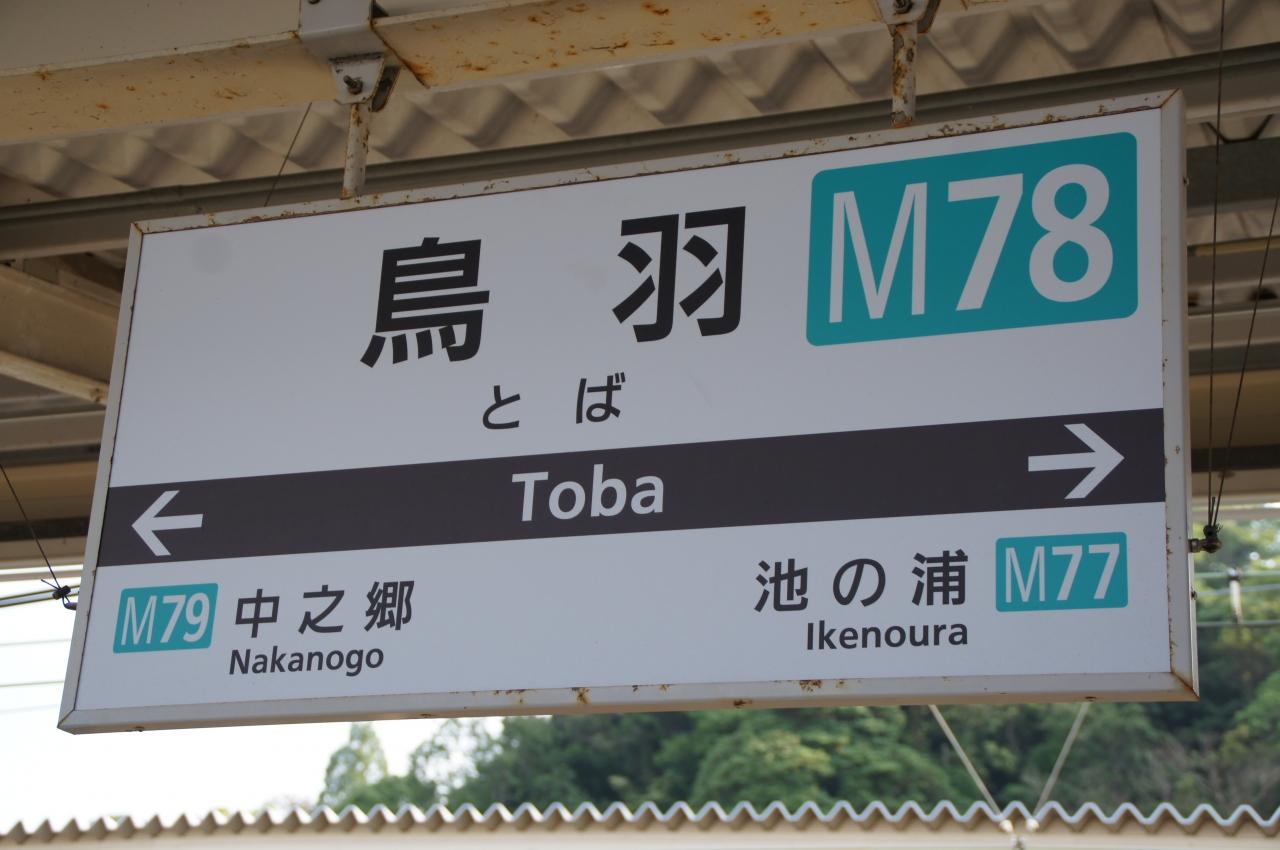 鳥羽 M78
とば
Toba
M79 中之郷
Nakanogo
池の浦 M77
Ikenoura